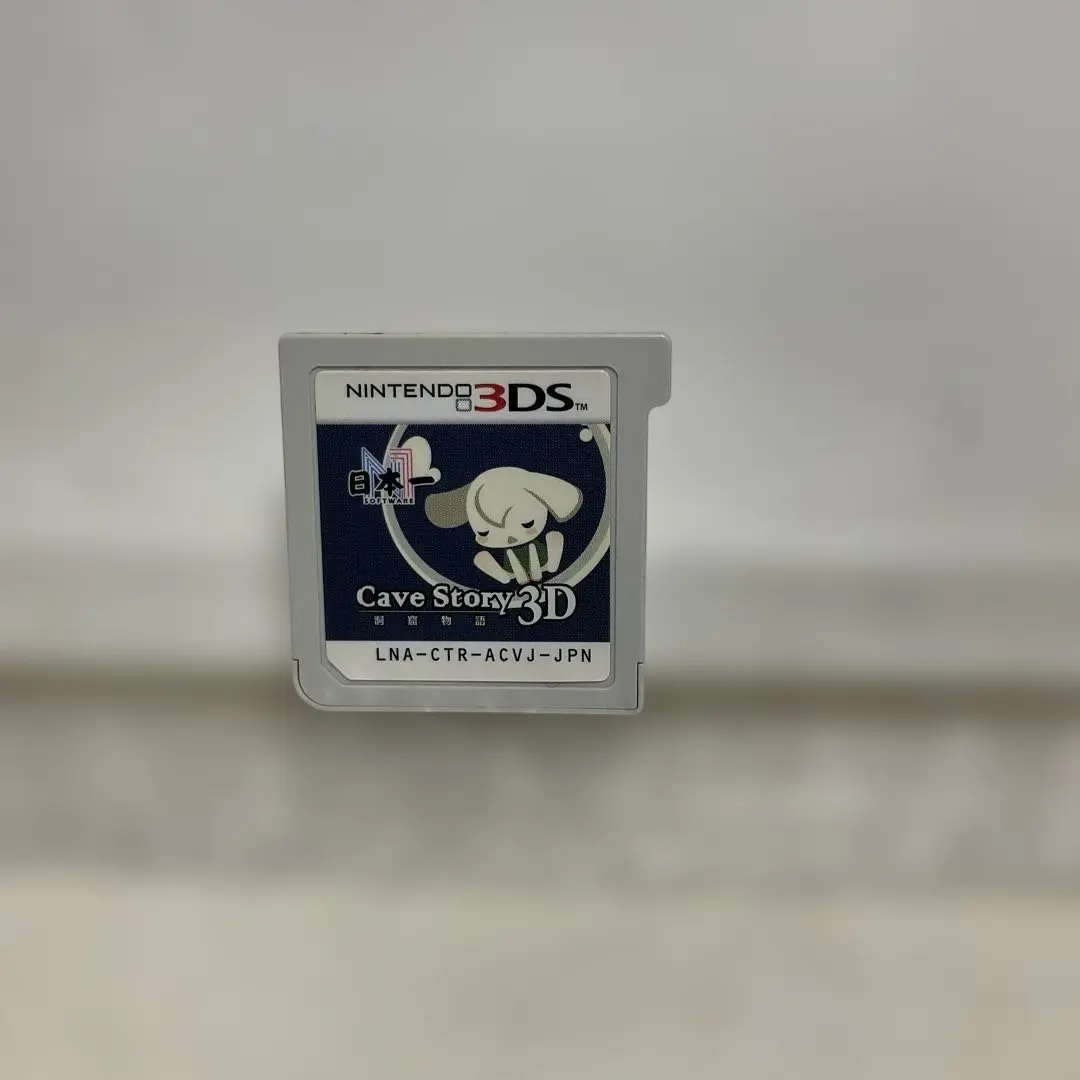 NINTENDO3DS™
日本一
SOFTWARE
Cave Story 3D
洞窟物語
LNA-CTR-ACVJ-JPN